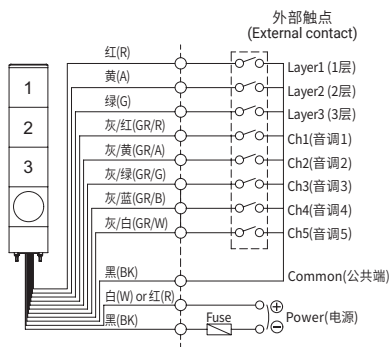 外部触点
(External contact)
红(R)
黄(A)
绿(G)
灰/红(GR/R)
灰/黄(GR/A)
灰/绿(GR/G)
灰/蓝(GR/B)
灰/白(GR/W)
黑(BK)
白(W) or 红(R)
黑(BK)
1
2
3
Layer1 (1层)
Layer2 (2层)
Layer3 (3层)
Ch1(音调1)
Ch2(音调2)
Ch3(音调3)
Ch4(音调4)
Ch5(音调5)
Common(公共端)
Fuse
+
−
Power(电源)